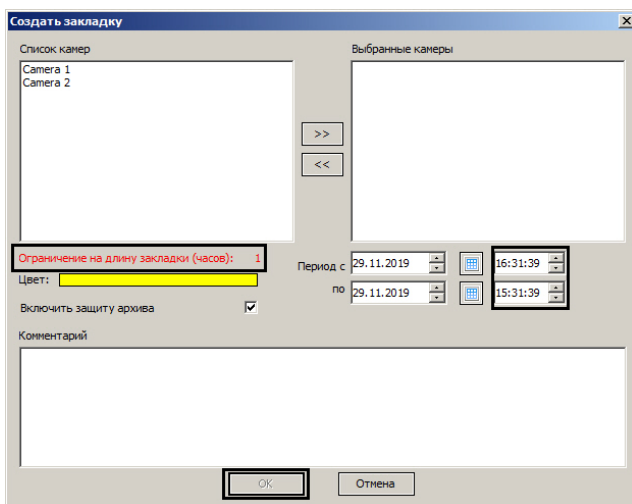 Создать закладку
Список камер
Выбранные камеры
Camera 1
Camera 2
>>
<<
Ограничение на длину закладки (часов): 1
Период с 29.11.2019 16:31:39
Цвет:
по 29.11.2019 15:31:39
Включить защиту архива
Комментарий
OK
Отмена